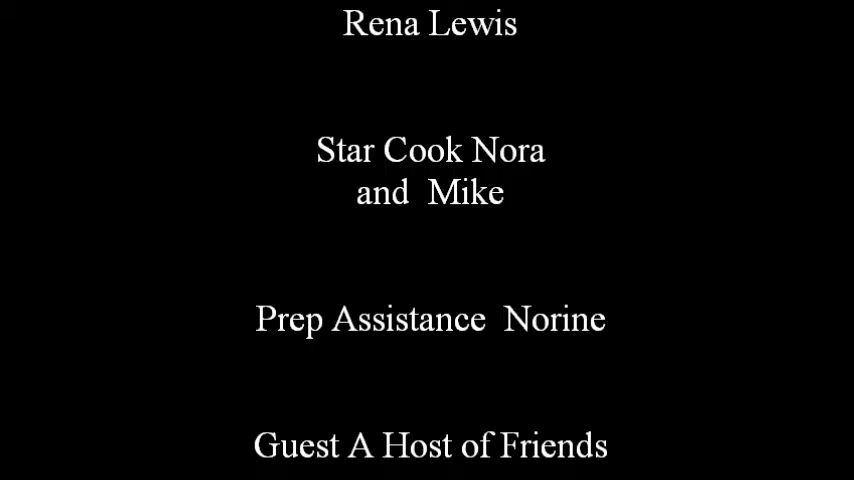 Rena Lewis
Star Cook Nora
and  Mike
Prep Assistance  Norine
Guest A Host of Friends